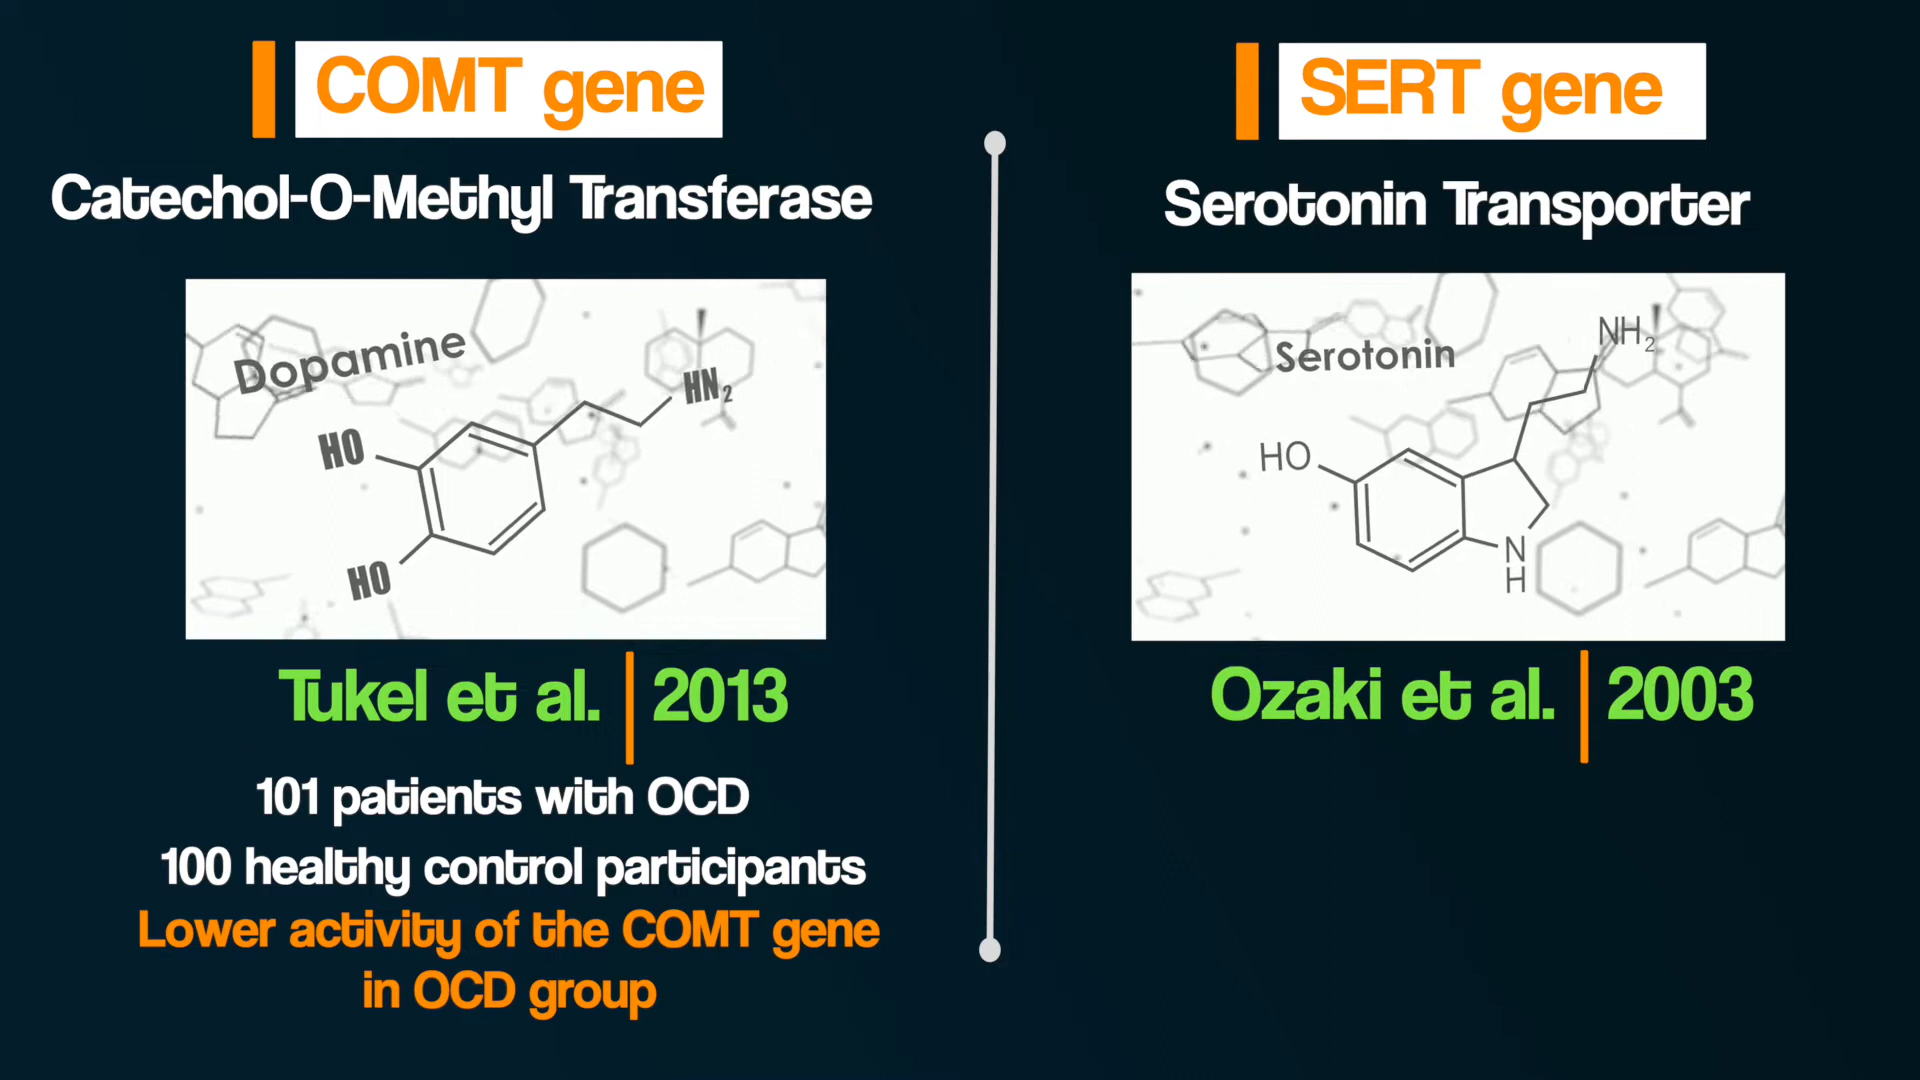 COMT gene
Catechol-O-Methyl Transferase
Dopamine
HN2
HO
HO
Tukel et al. | 2013
101 patients with OCD
100 healthy control participants
Lower activity of the COMT gene
in OCD group
SERT gene
Serotonin Transporter
Serotonin
NH2
HO
N
H
Ozaki et al. | 2003